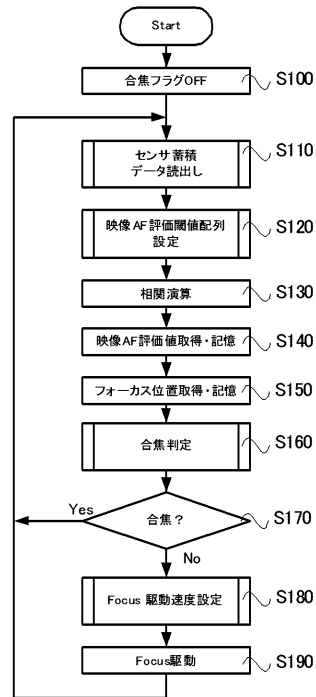 Start
合焦フラグOFF
S100
センサ蓄積
データ読出し
S110
映像AF評価閾値配列
設定
S120
相関演算
S130
映像AF評価値取得・記憶
S140
フォーカス位置取得・記憶
S150
合焦判定
S160
合焦？
S170
Yes
No
Focus 駆動速度設定
S180
Focus駆動
S190